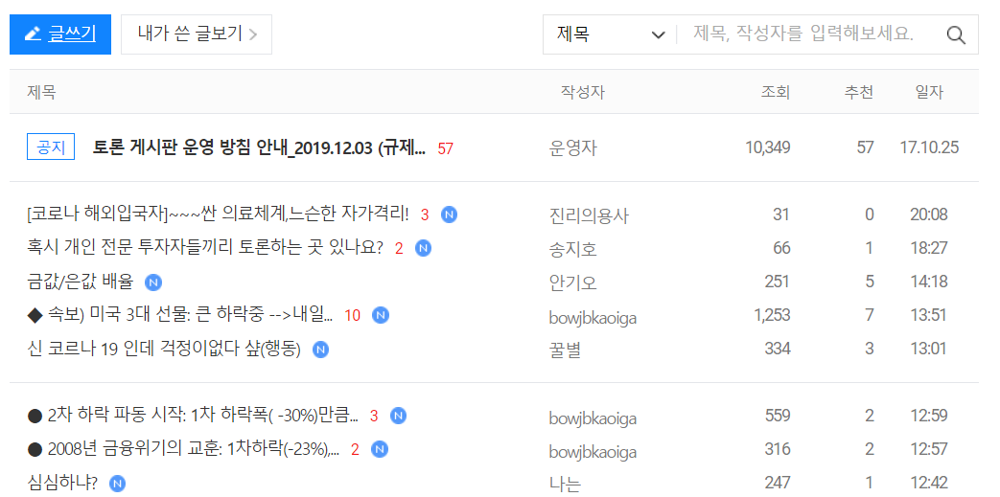 글쓰기 내가 쓴 글보기 제목 제목, 작성자를 입력해보세요.
제목 작성자 조회 추천 일자
공지 토론 게시판 운영 방침 안내_2019.12.03 (규제... 57 운영자 10,349 57 17.10.25
[코로나 해외입국자]~~~싼 의료체계,느슨한 자가격리! 3 N 진리의용사 31 0 20:08
혹시 개인 전문 투자자들끼리 토론하는 곳 있나요? 2 N 송지호 66 1 18:27
금값/은값 배율 N 안기오 251 5 14:18
◆ 속보) 미국 3대 선물: 큰 하락중 -->내일... 10 N bowjbkaoiga 1,253 7 13:51
신 코르나 19 인데 걱정이없다 샾(행동) N 꿀별 334 3 13:01
● 2차 하락 파동 시작: 1차 하락폭( -30%)만큼... 3 N bowjbkaoiga 559 2 12:59
● 2008년 금융위기의 교훈: 1차하락(-23%),... 2 N bowjbkaoiga 316 2 12:57
심심하냐? N 나는 247 1 12:42